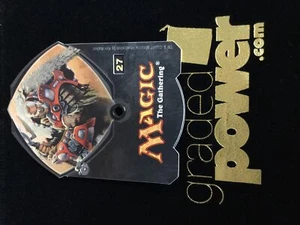 27
MAGIC
The Gathering®
graded
power
.com